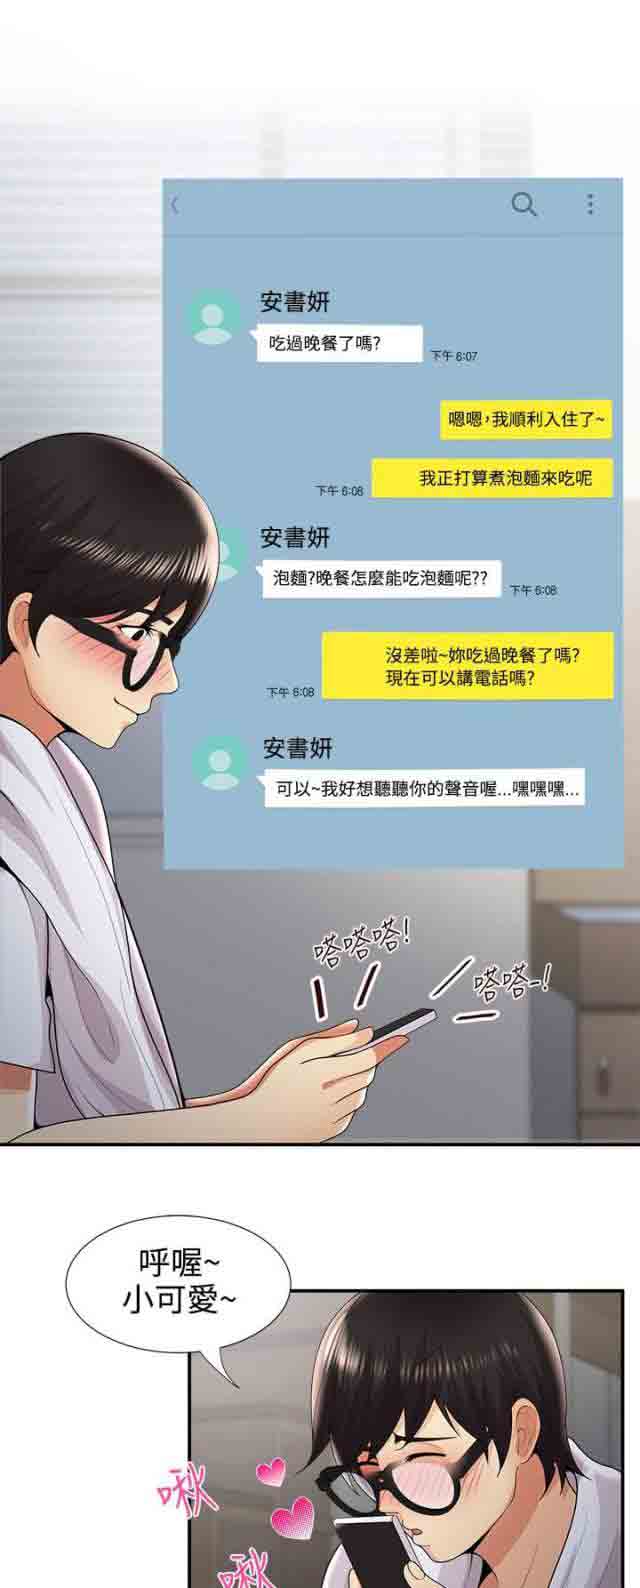 安書妍
吃過晚餐了嗎?
下午 6:07
嗯嗯,我順利入住了~
我正打算煮泡麵來吃呢
下午 6:08
安書妍
泡麵?晚餐怎麼能吃泡麵呢??
下午 6:08
沒差啦~妳吃過晚餐了嗎?
現在可以講電話嗎?
下午 6:08
安書妍
可以~我好想聽聽你的聲音喔...嘿嘿嘿...
嗒嗒嗒!
嗒嗒-!
呼喔~
小可愛~
啾
啾